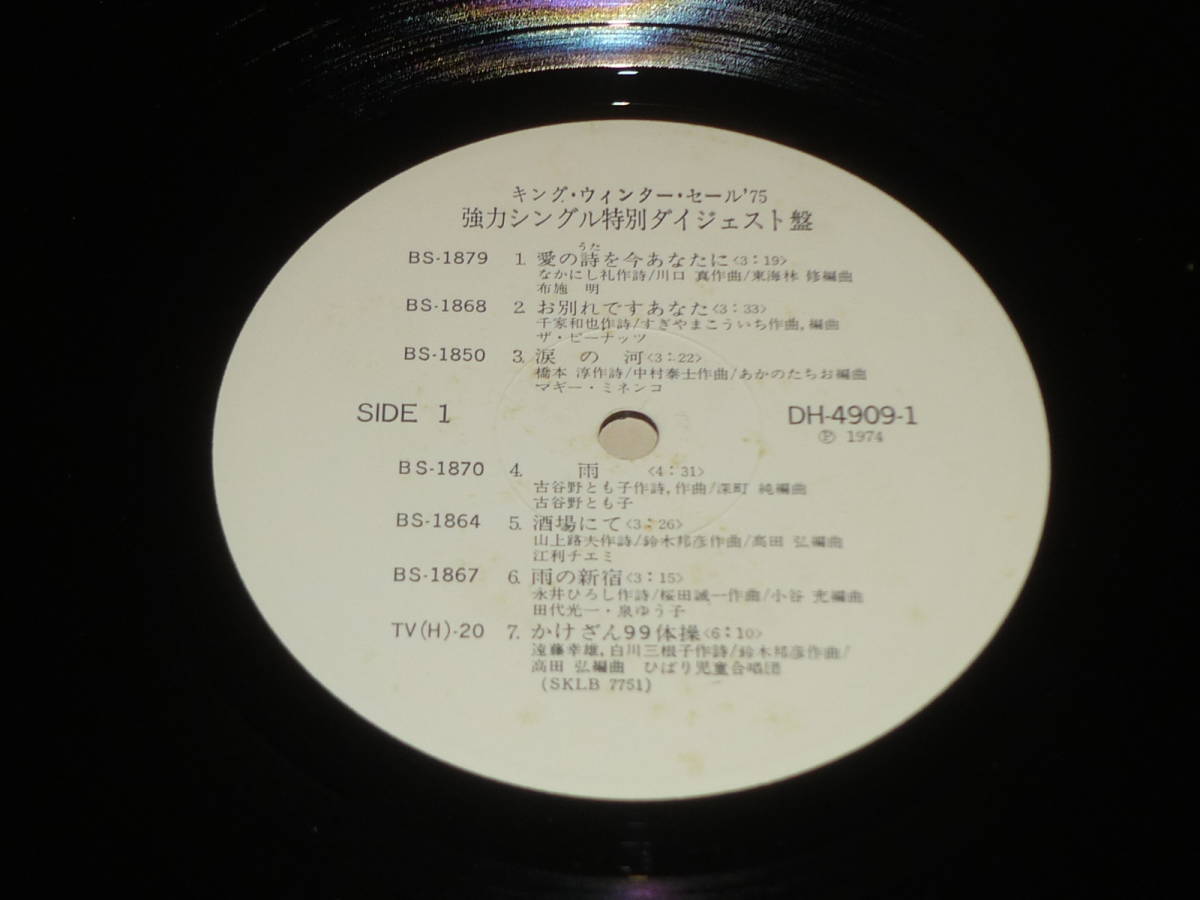 キング・ウィンター・セール'75
強力シングル特別ダイジェスト盤
うた
BS-1879 1. 愛の詩を今あなたに〈3:19〉
なかにし礼作詩/川口 真作曲/東海林 修編曲
布施 明
BS-1868 2. お別れですあなた〈3:33〉
千家和也作詩/すぎやまこういち作曲,編曲
ザ・ピーナッツ
BS-1850 3. 涙の河〈3:22〉
橋本 淳作詩/中村泰士作曲/あかのたちお編曲
マギー・ミネンコ
SIDE 1
DH-4909-1
Ⓟ 1974
BS-1870 4. 雨 〈4:31〉
古谷野とも子作詩,作曲/深町 純編曲
古谷野とも子
BS-1864 5. 酒場にて〈3:26〉
山上路夫作詩/鈴木邦彦作曲/高田 弘編曲
江利チエミ
BS-1867 6. 雨の新宿〈3:15〉
永井ひろし作詩/桜田誠一作曲/小谷 充編曲
田代光一・泉ゆう子
TV(H)-20 7. かけざん99体操〈6:10〉
遠藤幸雄,白川三根子作詩/鈴木邦彦作曲/
高田 弘編曲 ひばり児童合唱団
(SKLB 7751)